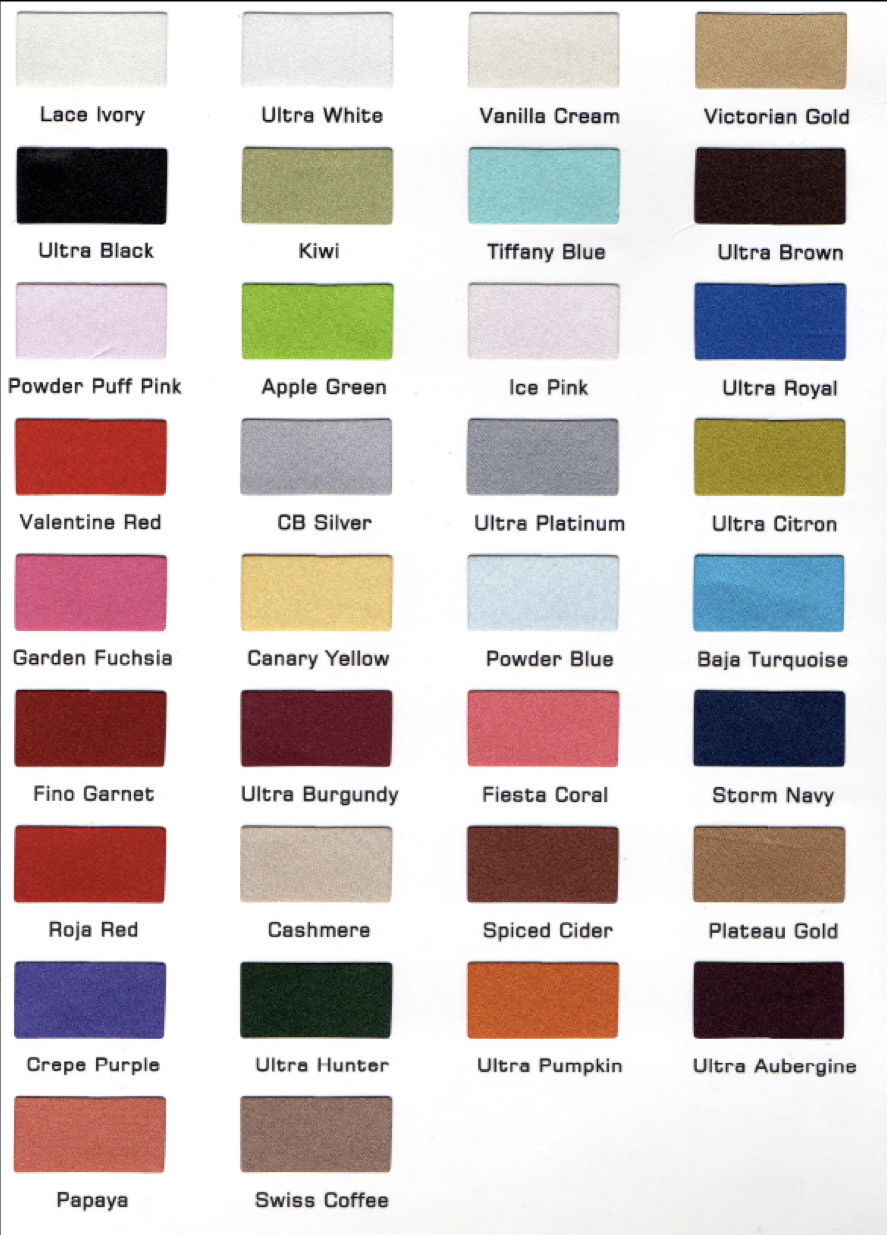 Lace Ivory
Ultra White
Vanilla Cream
Victorian Gold
Ultra Black
Kiwi
Tiffany Blue
Ultra Brown
Powder Puff Pink
Apple Green
Ice Pink
Ultra Royal
Valentine Red
CB Silver
Ultra Platinum
Ultra Citron
Garden Fuchsia
Canary Yellow
Powder Blue
Baja Turquoise
Fino Garnet
Ultra Burgundy
Fiesta Coral
Storm Navy
Roja Red
Cashmere
Spiced Cider
Plateau Gold
Crepe Purple
Ultra Hunter
Ultra Pumpkin
Ultra Aubergine
Papaya
Swiss Coffee